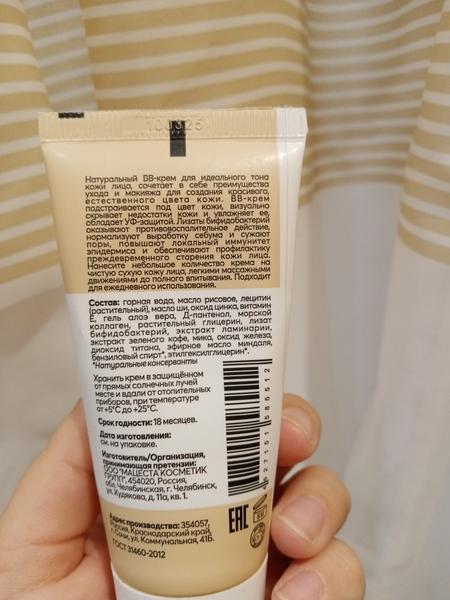 100325
Натуральный BB-крем для идеального тона
кожи лица, сочетает в себе преимущества
ухода и макияжа для создания красивого,
естественного цвета кожи. BB-крем
подстраивается под цвет кожи, визуально
скрывает недостатки кожи и увлажняет ее,
обладает УФ-защитой. Лизаты бифидобактерий
оказывают противовоспалительное действие,
нормализуют выработку себума и сужают
поры, повышают локальный иммунитет
эпидермиса и обеспечивают профилактику
преждевременного старения кожи лица.
Нанесите небольшое количество крема на
чистую сухую кожу лица, легкими массажными
движениями до полного впитывания. Подходит
для ежедневного использования.
Состав: горная вода, масло рисовое, лецитин
(растительный), масло ши, оксид цинка, витамин
Е, гель алоэ вера, Д-пантенол, морской
коллаген, растительный глицерин, лизат
бифидобактерий, экстракт ламинарии,
экстракт зеленого кофе, мика, оксид железа,
диоксид титана, эфирное масло миндаля,
бензиловый спирт*, этилгексилглицерин*.
*Натуральные консерванты
Хранить крем в защищённом
от прямых солнечных лучей
месте и вдали от отопительных
приборов, при температуре
от +5°C до +25°C.
Срок годности: 18 месяцев.
Дата изготовления:
см. на упаковке.
Изготовитель/Организация,
принимающая претензии:
ООО "МАЦЕСТА КОСМЕТИК
ГРУПП", 454020, Россия,
обл. Челябинская, г. Челябинск,
ул. Худякова, д. 11а, кв. 1.
Адрес производства: 354057,
Россия, Краснодарский край,
г. Сочи, ул. Коммунальная, 41Б.
ГОСТ 31460-2012
EAC